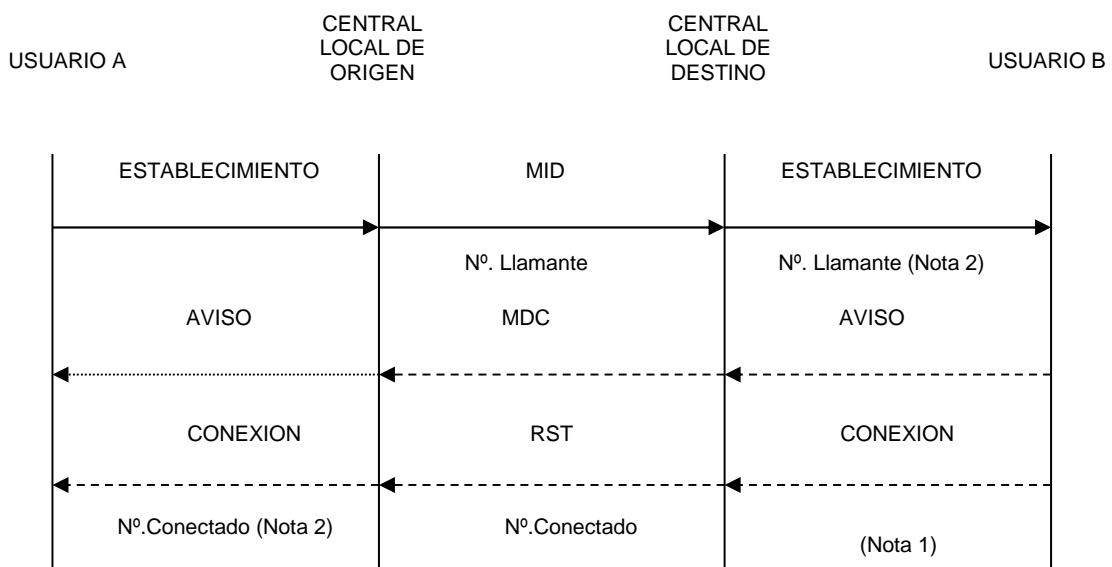 USUARIO A
CENTRAL
LOCAL DE
ORIGEN
CENTRAL
LOCAL DE
DESTINO
USUARIO B
ESTABLECIMIENTO
MID
ESTABLECIMIENTO
Nº. Llamante
Nº. Llamante (Nota 2)
AVISO
MDC
AVISO
CONEXION
RST
CONEXION
Nº.Conectado (Nota 2)
Nº.Conectado
(Nota 1)